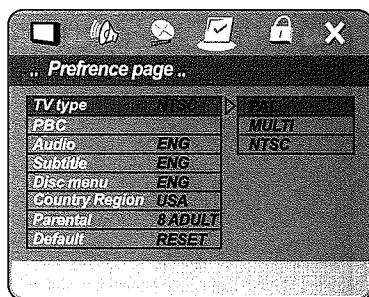 .. Prefrence page ..
TV type NTSC PAL
PBC MULTI
Audio ENG NTSC
Subtitle ENG
Disc menu ENG
Country Region USA
Parental 8 ADULT
Default RESET